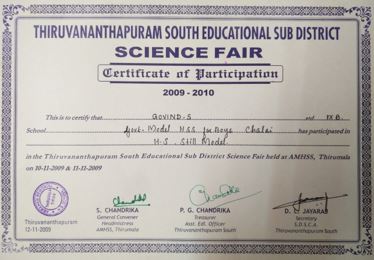 THIRUVANANTHAPURAM SOUTH EDUCATIONAL SUB DISTRICT
SCIENCE FAIR
Certificate of Participation
2009 - 2010
This is to certify that GOVIND.S and IX B.
School Govt. Model HSS for Boys Chalai has participated in
H.S. Still Model
in the Thiruvananthapuram South Educational Sub District Science Fair held at AMHSS, Thirumala
on 10-11-2009 & 11-11-2009
Thiruvananthapuram
12-11-2009
S. CHANDRIKA
General Convener
Headmistress
AMHSS, Thirumala
P. G. CHANDRIKA
Treasurer
Asst. Edl. Officer
Thiruvananthapuram South
D. C. JAYARAJ
Secretary
S.D.S.C.A.
Thiruvananthapuram South